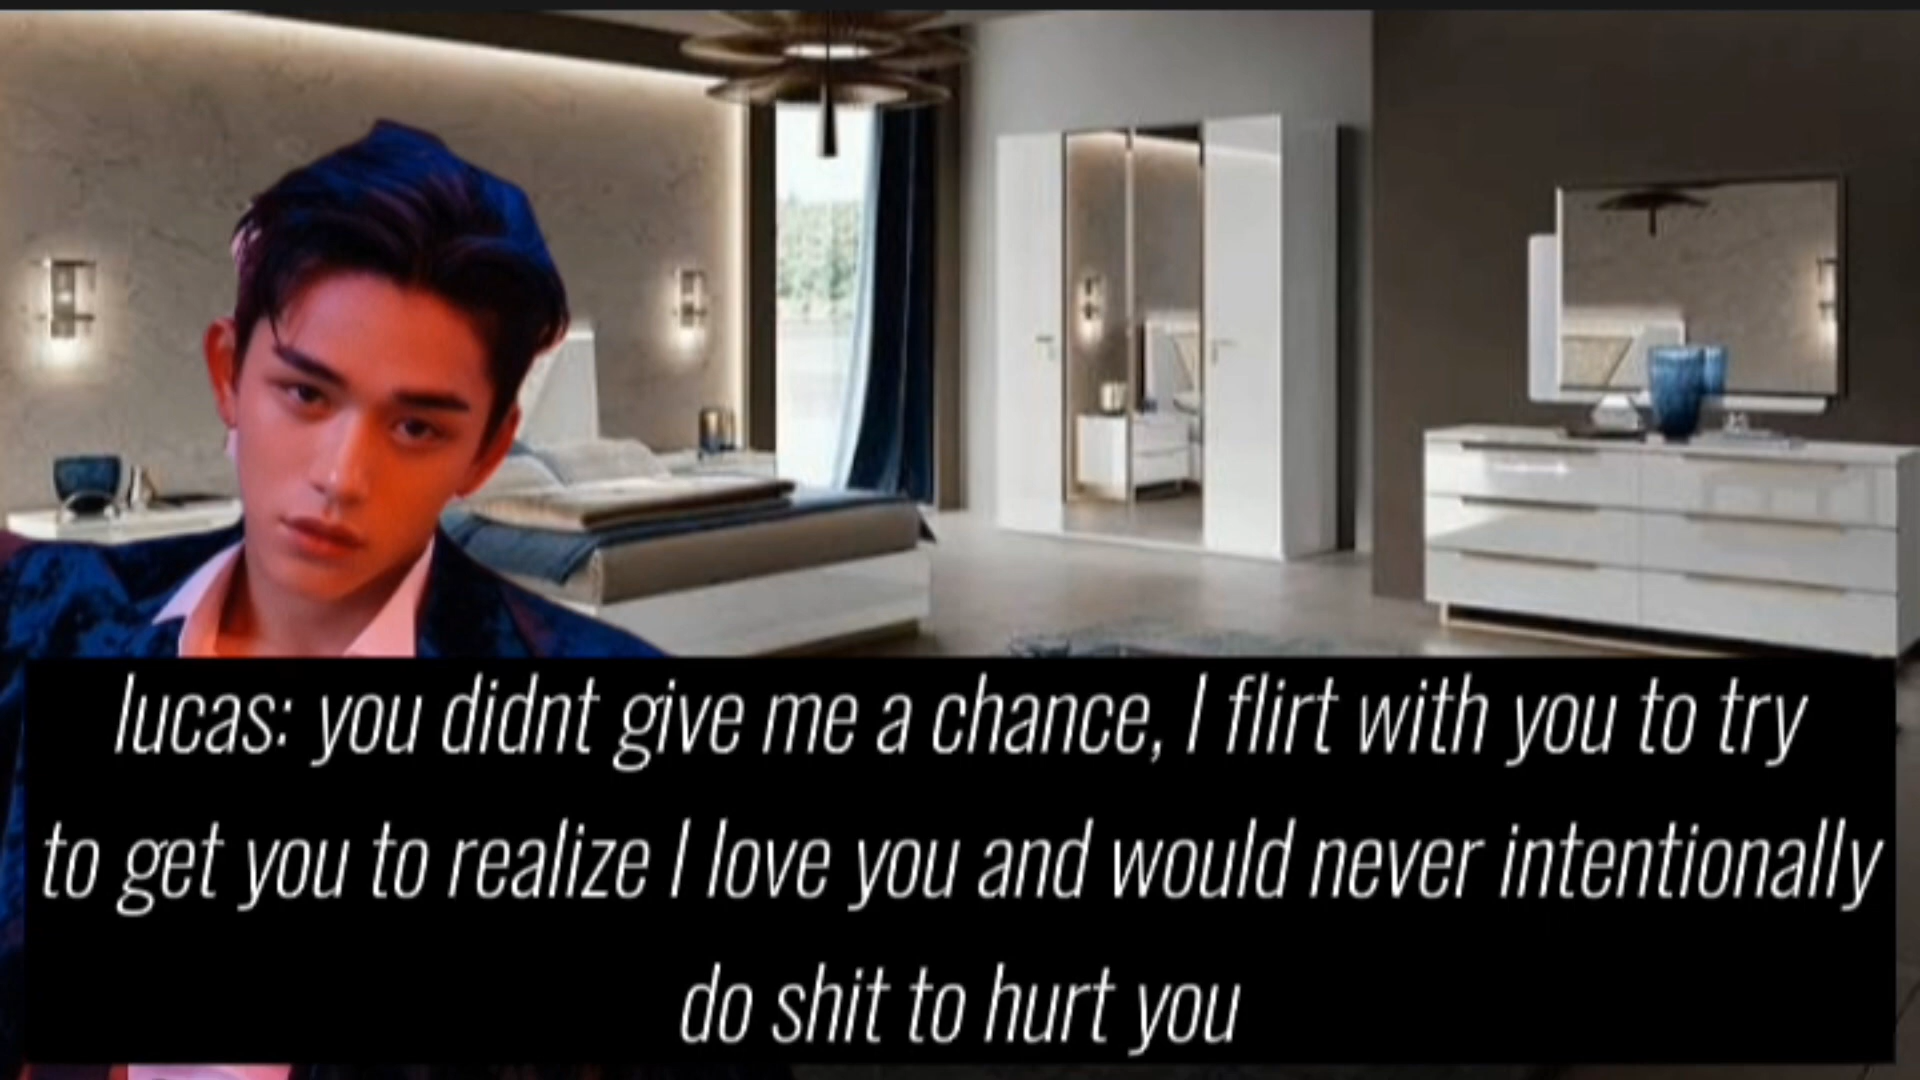 lucas: you didnt give me a chance, I flirt with you to try
to get you to realize I love you and would never intentionally
do shit to hurt you